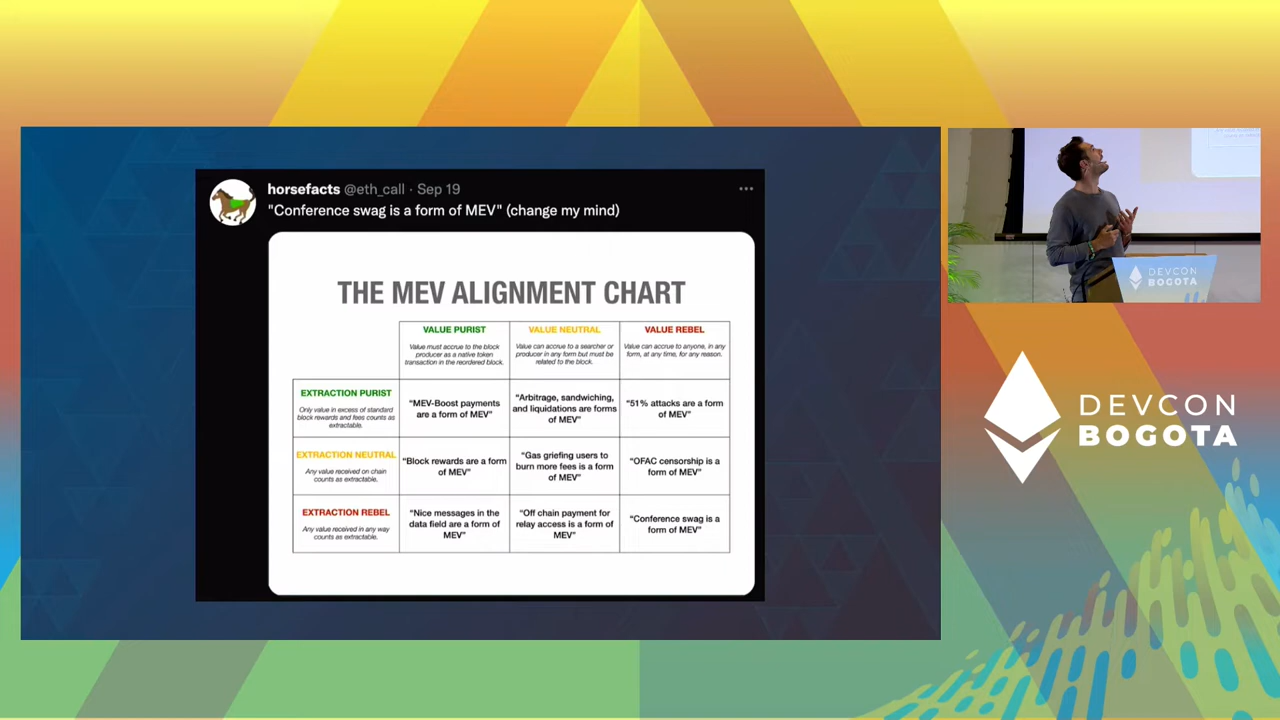 horsefacts @eth_call · Sep 19
"Conference swag is a form of MEV" (change my mind)
THE MEV ALIGNMENT CHART
VALUE PURIST
Value must accrue to the block
producer as a native token
transaction in the reordered block.
VALUE NEUTRAL
Value can accrue to a searcher or
producer in any form but must be
related to the block.
VALUE REBEL
Value can accrue to anyone, in any
form, at any time, for any reason.
EXTRACTION PURIST
Only value in excess of standard
block rewards and fees counts as
extractable.
"MEV-Boost payments
are a form of MEV"
"Arbitrage, sandwiching,
and liquidations are forms
of MEV"
"51% attacks are a form
of MEV"
EXTRACTION NEUTRAL
Any value received on chain
counts as extractable.
"Block rewards are a form
of MEV"
"Gas griefing users to
burn more fees is a form
of MEV"
"OFAC censorship is a
form of MEV"
EXTRACTION REBEL
Any value received in any way
counts as extractable.
"Nice messages in the
data field are a form of
MEV"
"Off chain payment for
relay access is a form of
MEV"
"Conference swag is a
form of MEV"
DEVCON
BOGOTA
DEVCON
BOGOTA